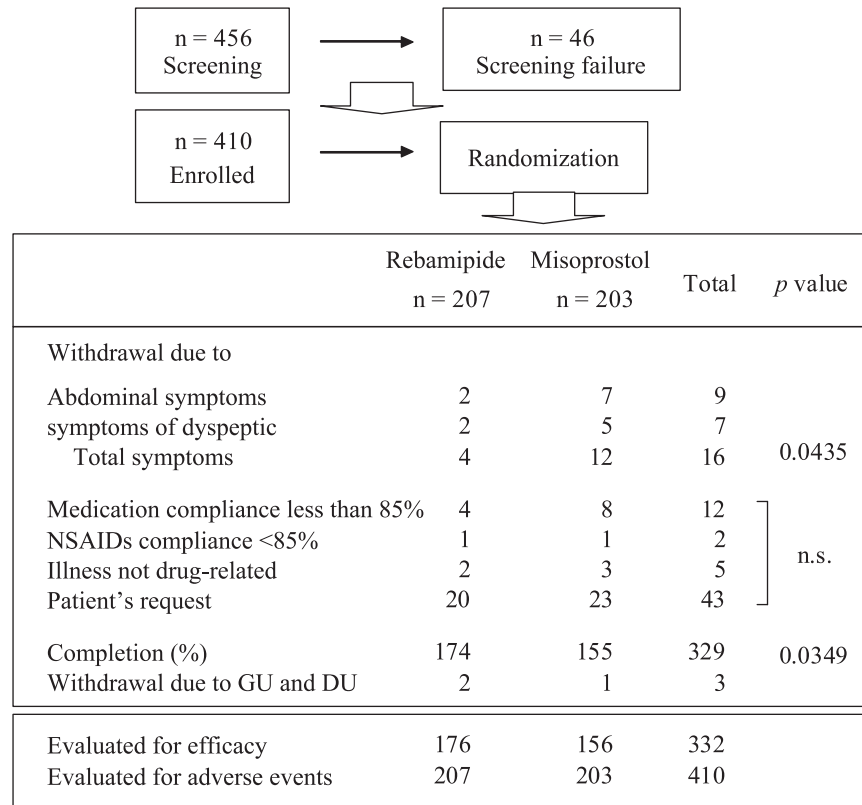 n = 456
Screening
n = 46
Screening failure
n = 410
Enrolled
Randomization
Rebamipide Misoprostol Total p value
n = 207 n = 203
Withdrawal due to
Abdominal symptoms 2 7 9
symptoms of dyspeptic 2 5 7
Total symptoms 4 12 16 0.0435
Medication compliance less than 85% 4 8 12
NSAIDs compliance <85% 1 1 2
Illness not drug-related 2 3 5
n.s.
Patient's request 20 23 43
Completion (%) 174 155 329 0.0349
Withdrawal due to GU and DU 2 1 3
Evaluated for efficacy 176 156 332
Evaluated for adverse events 207 203 410